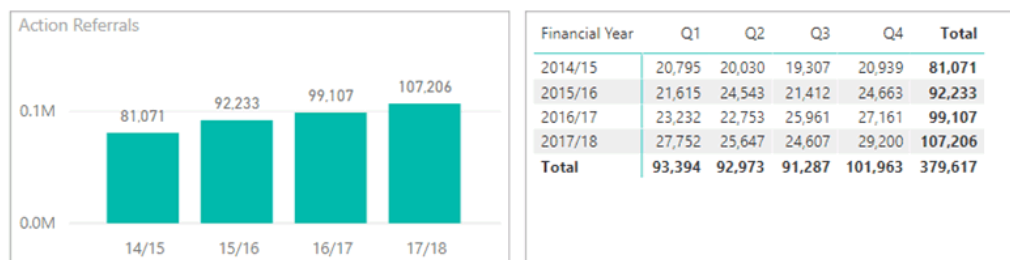 Action Referrals
107,206
99,107
92,233
81,071
0.1M
0.0M
14/15 15/16 16/17 17/18
Financial Year Q1 Q2 Q3 Q4 Total
2014/15 20,795 20,030 19,307 20,939 81,071
2015/16 21,615 24,543 21,412 24,663 92,233
2016/17 23,232 22,753 25,961 27,161 99,107
2017/18 27,752 25,647 24,607 29,200 107,206
Total 93,394 92,973 91,287 101,963 379,617